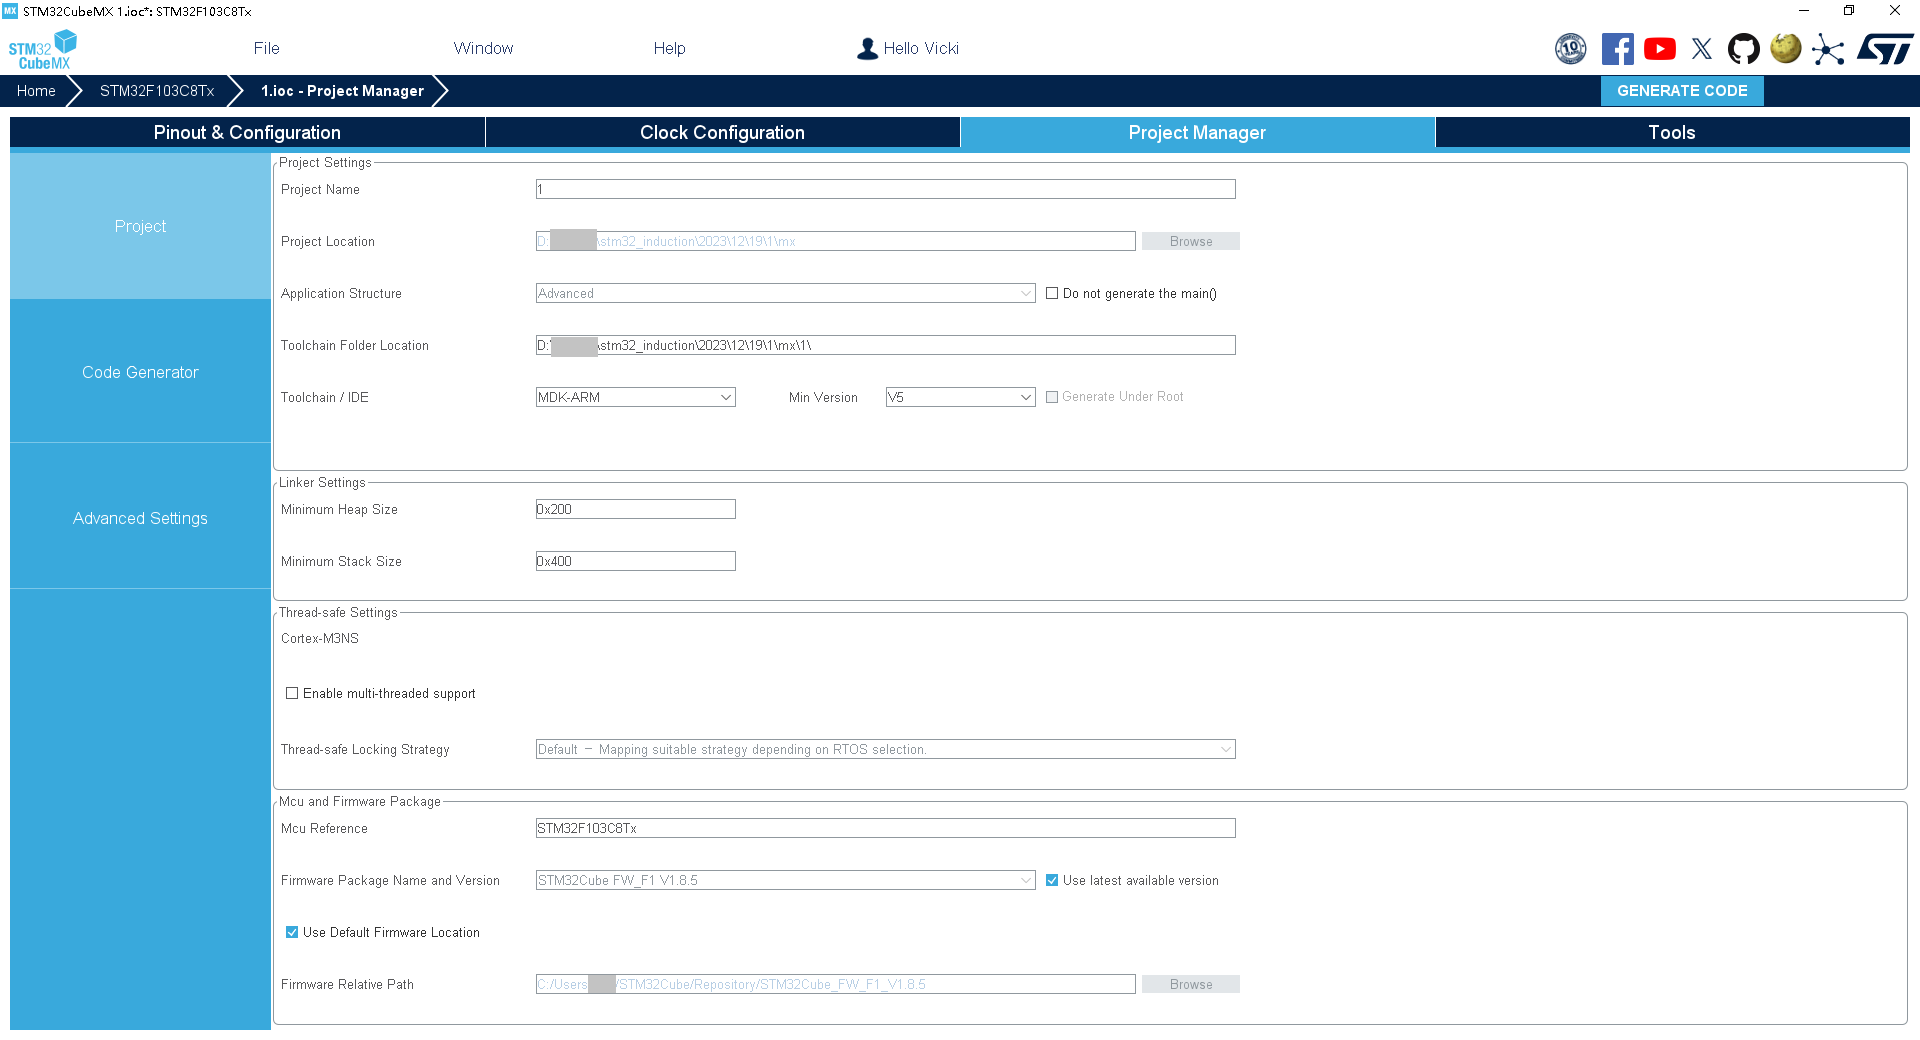 MX STM32CubeMX 1.ioc*: STM32F103C8Tx
STM32
CubeMX
File
Window
Help
Hello Vicki
10
ST
Home
STM32F103C8Tx
1.ioc - Project Manager
GENERATE CODE
Pinout & Configuration
Clock Configuration
Project Manager
Tools
Project
Code Generator
Advanced Settings
Project Settings
Project Name
1
Project Location
D:\stm32_induction\2023\12\19\1\mx
Browse
Application Structure
Advanced
Do not generate the main()
Toolchain Folder Location
D:\stm32_induction\2023\12\19\1\mx\1\
Toolchain / IDE
MDK-ARM
Min Version
V5
Generate Under Root
Linker Settings
Minimum Heap Size
0x200
Minimum Stack Size
0x400
Thread-safe Settings
Cortex-M3NS
Enable multi-threaded support
Thread-safe Locking Strategy
Default – Mapping suitable strategy depending on RTOS selection.
Mcu and Firmware Package
Mcu Reference
STM32F103C8Tx
Firmware Package Name and Version
STM32Cube FW_F1 V1.8.5
Use latest available version
Use Default Firmware Location
Firmware Relative Path
C:/Users/STM32Cube/Repository/STM32Cube_FW_F1_V1.8.5
Browse